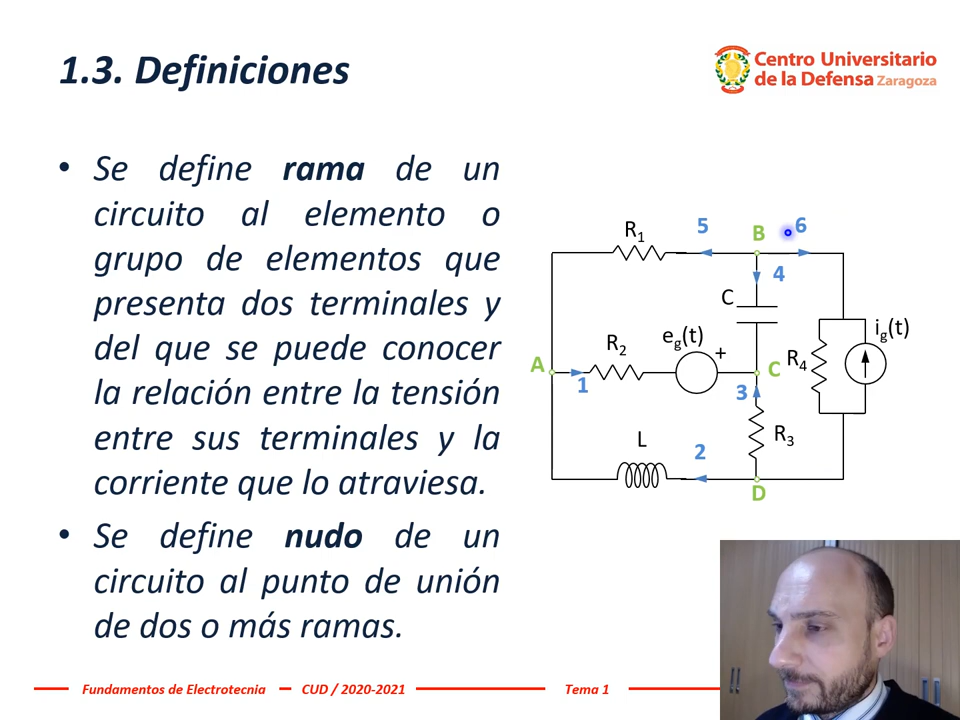 1.3. Definiciones
Centro Universitario
de la Defensa Zaragoza
• Se define rama de un
circuito al elemento o
grupo de elementos que
presenta dos terminales y
del que se puede conocer
la relación entre la tensión
entre sus terminales y la
corriente que lo atraviesa.
• Se define nudo de un
circuito al punto de unión
de dos o más ramas.
R1
5
B
6
4
C
ig(t)
R2
eg(t)
+
A
C
R4
1
3
L
2
R3
D
Fundamentos de Electrotecnia
CUD / 2020-2021
Tema 1